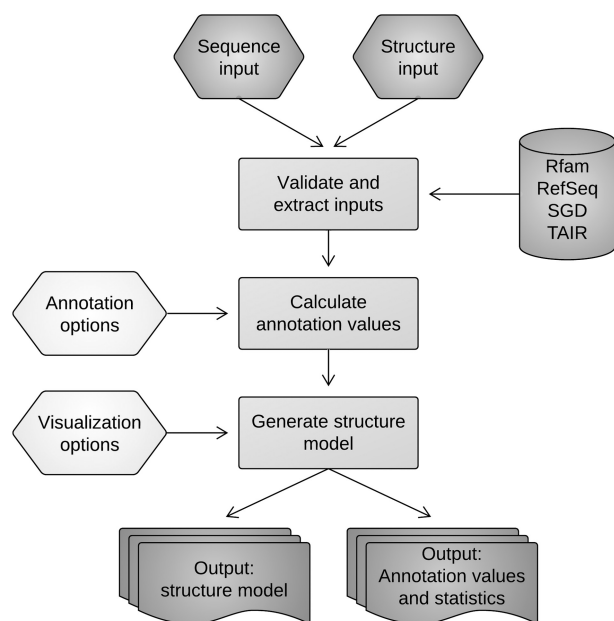 Sequence
input
Structure
input
Validate and
extract inputs
Rfam
RefSeq
SGD
TAIR
Annotation
options
Calculate
annotation values
Visualization
options
Generate structure
model
Output:
structure model
Output:
Annotation values
and statistics